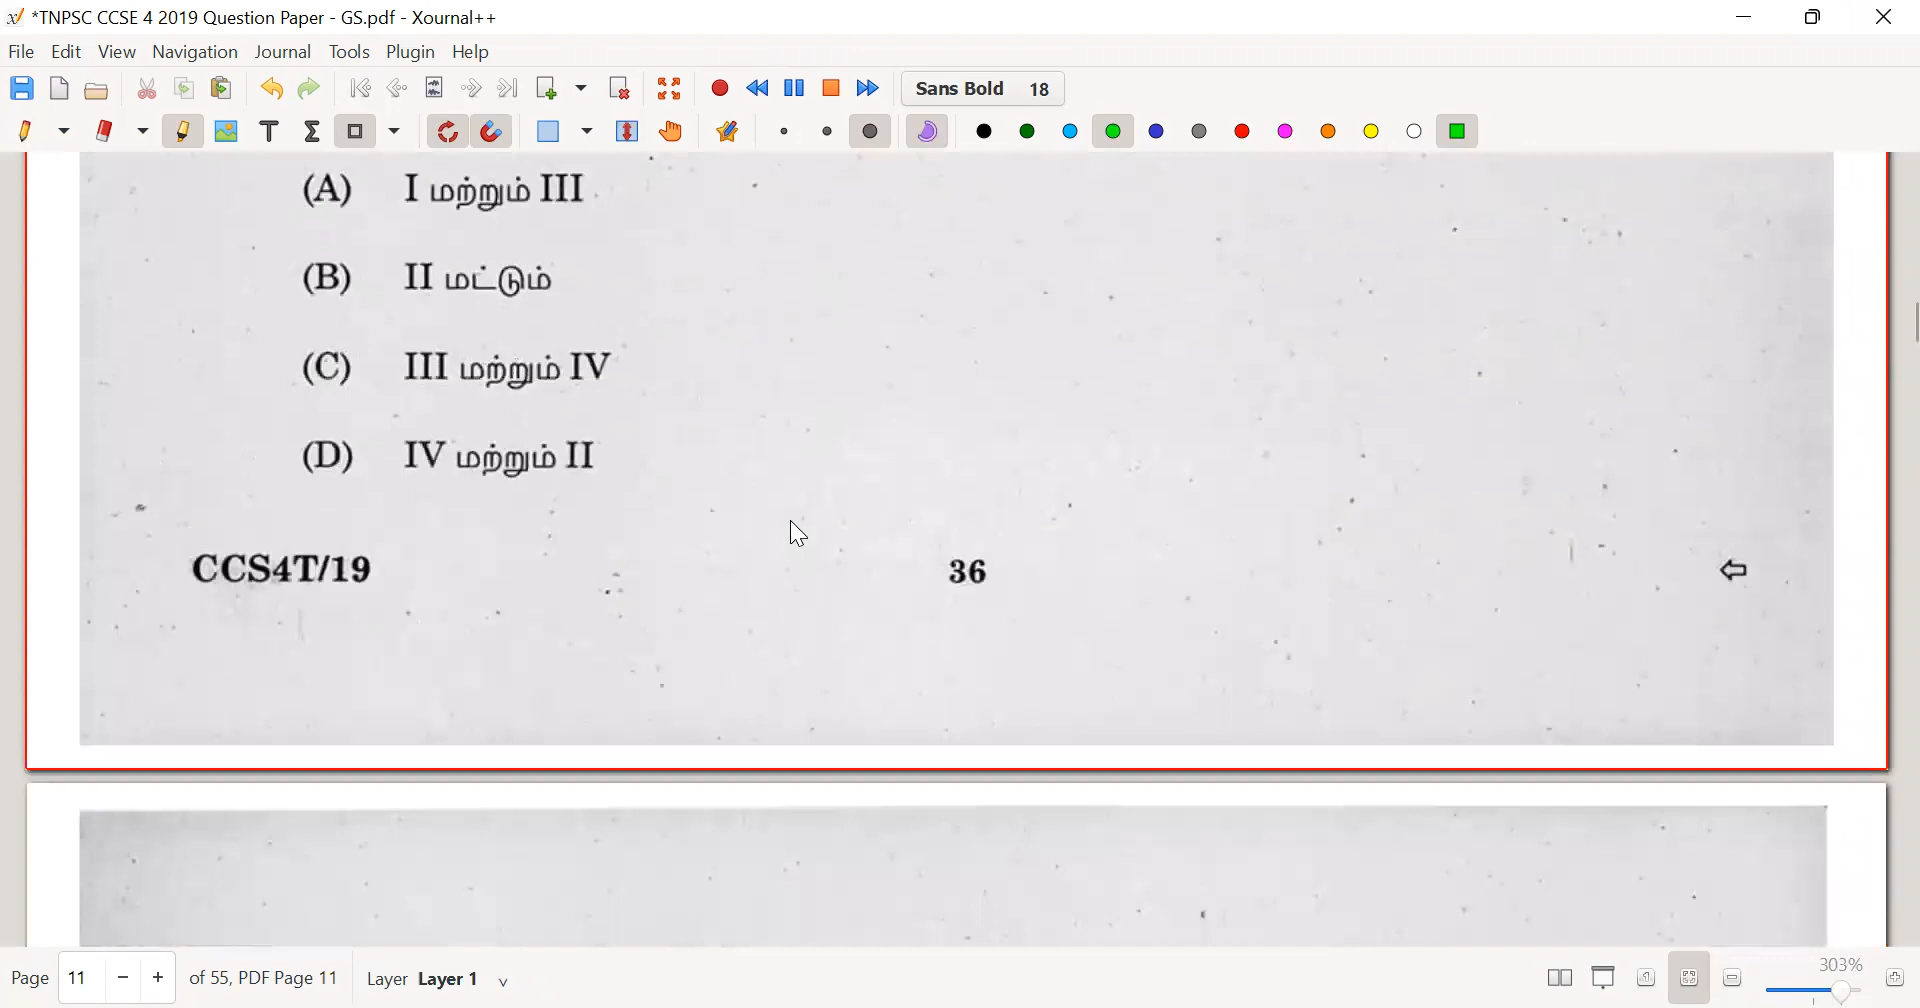 *TNPSC CCSE 4 2019 Question Paper - GS.pdf - Xournal++
File Edit View Navigation Journal Tools Plugin Help
Sans Bold 18
(A) I மற்றும் III
(B) II மட்டும்
(C) III மற்றும் IV
(D) IV மற்றும் II
CCS4T/19 36
Page 11 of 55, PDF Page 11 Layer Layer 1 303%